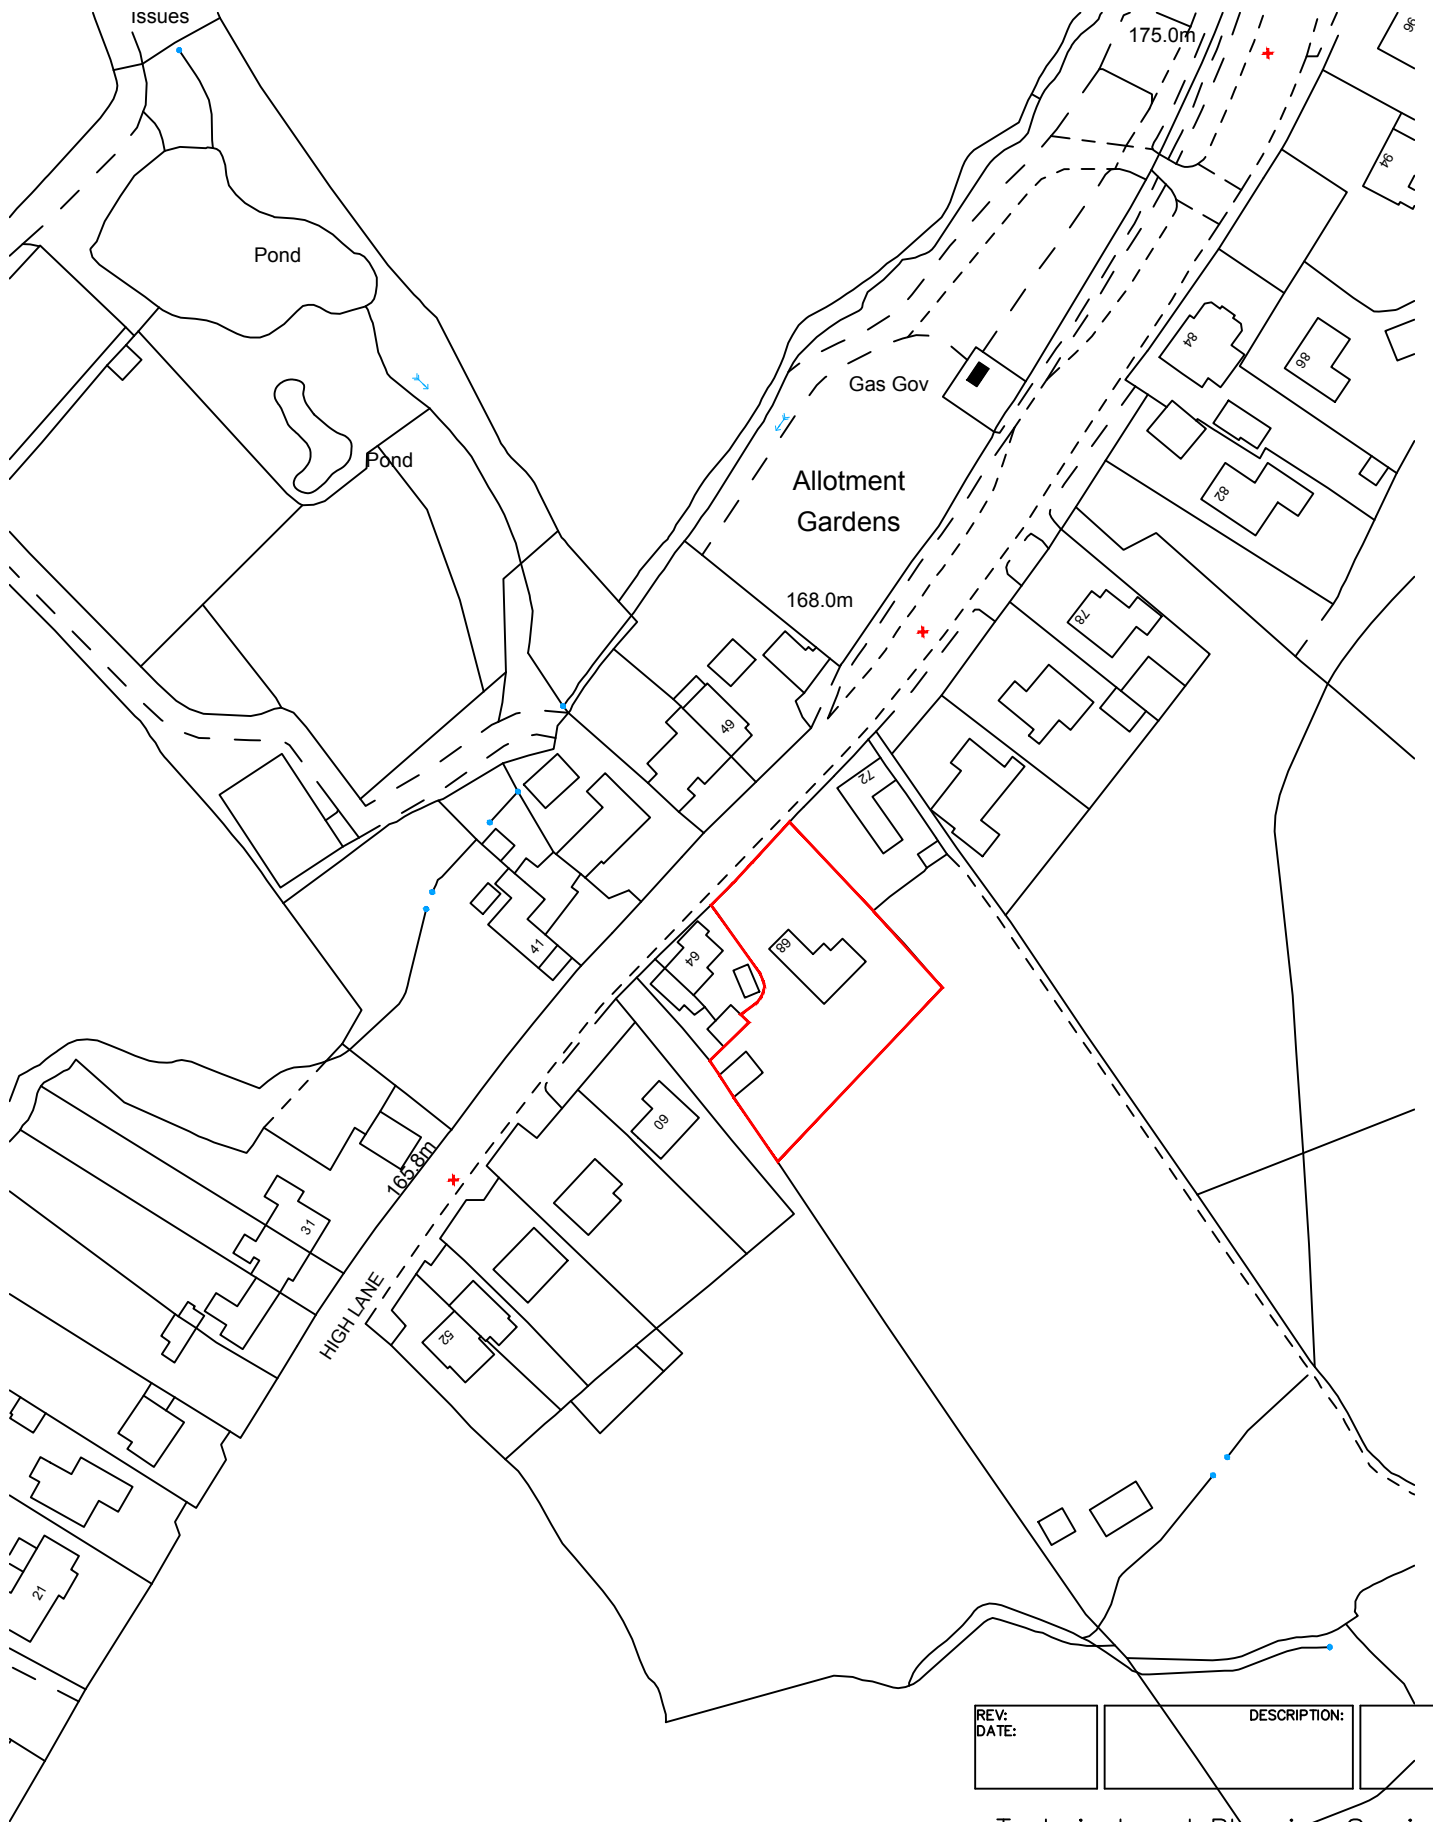 Issues
175.0m
96
94
Pond
84
86
Gas Gov
Pond
Allotment
Gardens
82
168.0m
78
49
72
41
64
68
60
165.8m
31
HIGH LANE
52
21
REV:
DATE:
DESCRIPTION: